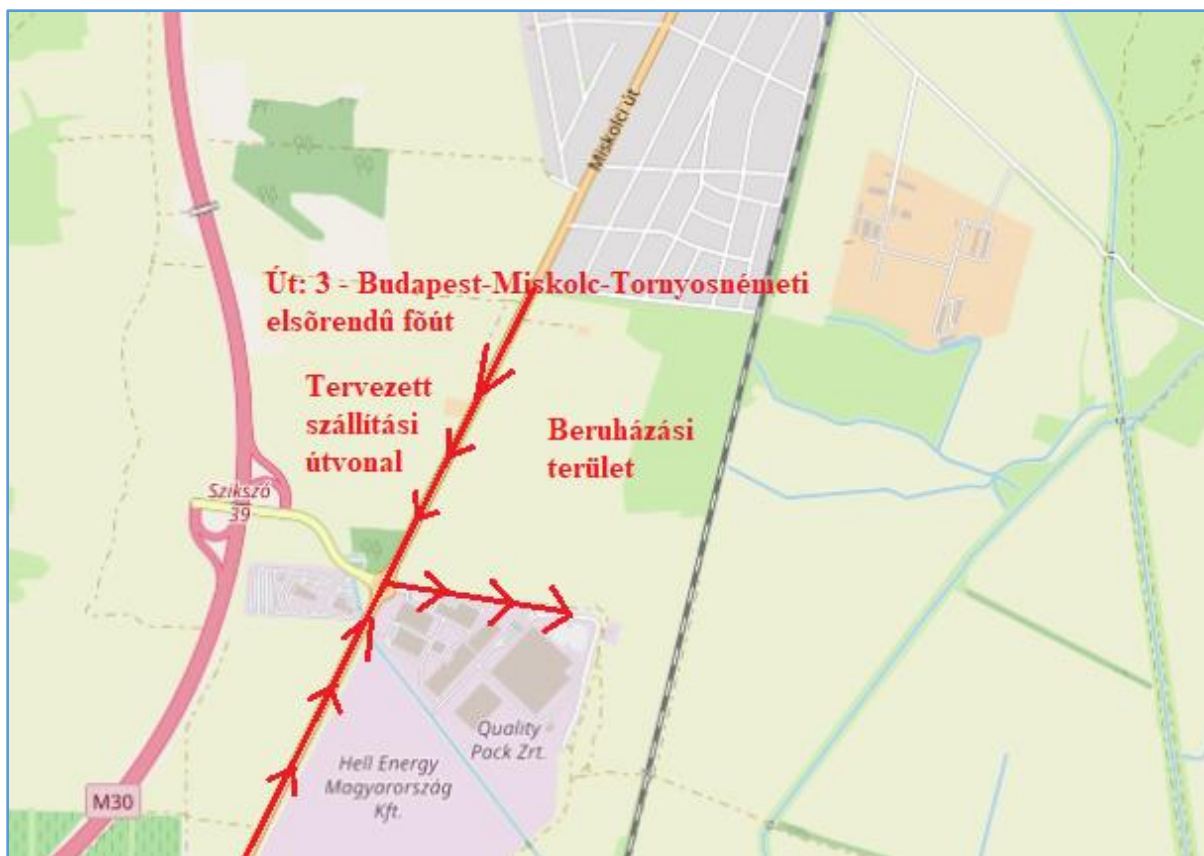 Miskolci út
Út: 3 - Budapest-Miskolc-Tornyosnémeti
elsõrendû fõút
Tervezett
szállítási
útvonal
Beruházási
terület
Szikszó
39
Quality
Pack Zrt.
Hell Energy
Magyarország
Kft.
M30